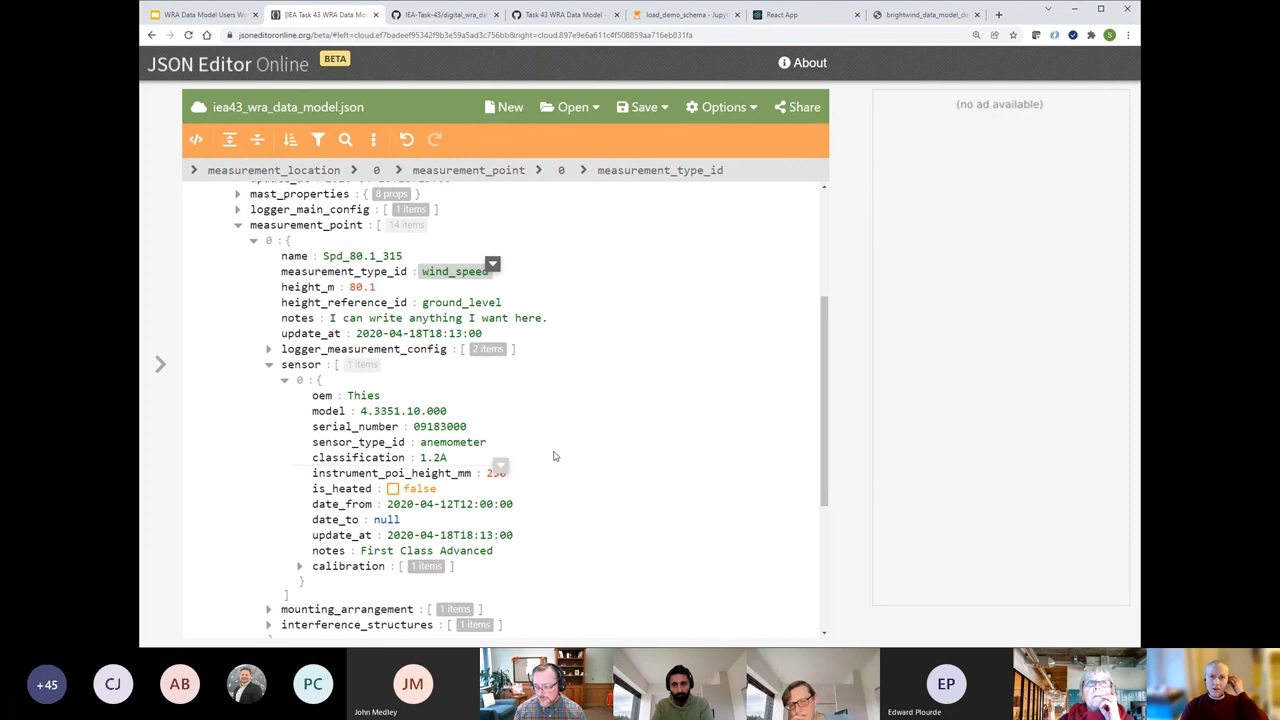 WRA Data Model Users Wo
[IEA Task 43 WRA Data Mo
IEA-Task-43/digital_wra_da
Task 43 WRA Data Model -
load_demo_schema - Jupyt
React App
brightwind_data_model_de
jsoneditoronline.org/beta/#left=cloud.ef7badeef95342f9b3e59a5ad3c756bb&right=cloud.897e9e6a611c4f508859aa716eb831fa
S
JSON Editor Online BETA
About
iea43_wra_data_model.json
New
Open
Save
Options
Share
(no ad available)
measurement_location > 0 > measurement_point > 0 > measurement_type_id
mast_properties : { 8 props }
logger_main_config : [ 1 items ]
measurement_point : [ 14 items
0 : {
name : Spd_80.1_315
measurement_type_id : wind_speed
height_m : 80.1
height_reference_id : ground_level
notes : I can write anything I want here.
update_at : 2020-04-18T18:13:00
logger_measurement_config : [ 2 items ]
sensor : [ 1 items
0 : {
oem : Thies
model : 4.3351.10.000
serial_number : 09183000
sensor_type_id : anemometer
classification : 1.2A
instrument_poi_height_mm :
is_heated : false
date_from : 2020-04-12T12:00:00
date_to : null
update_at : 2020-04-18T18:13:00
notes : First Class Advanced
calibration : [ 1 items ]
}
]
mounting_arrangement : [ 1 items ]
interference_structures : [ 1 items ]
+45
CJ
AB
PC
JM
John Medley
EP
Edward Plourde